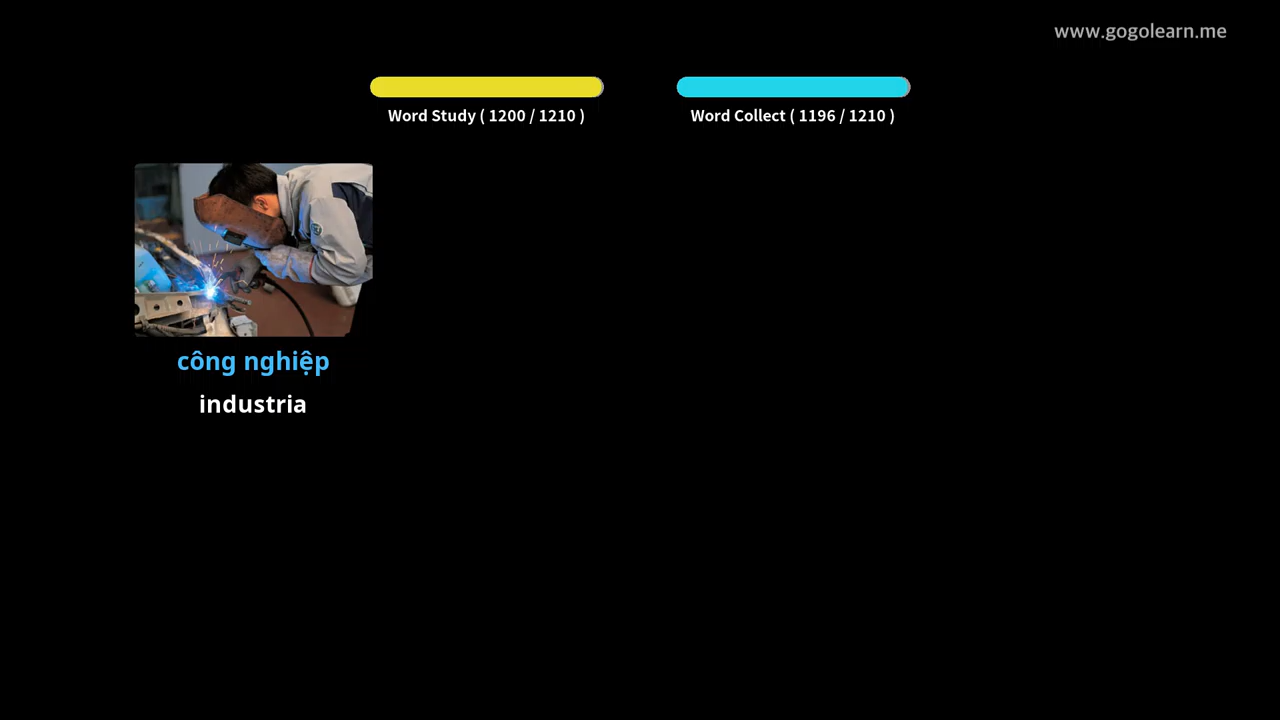 www.gogolearn.me
Word Study ( 1200 / 1210 )
Word Collect ( 1196 / 1210 )
công nghiệp
industria